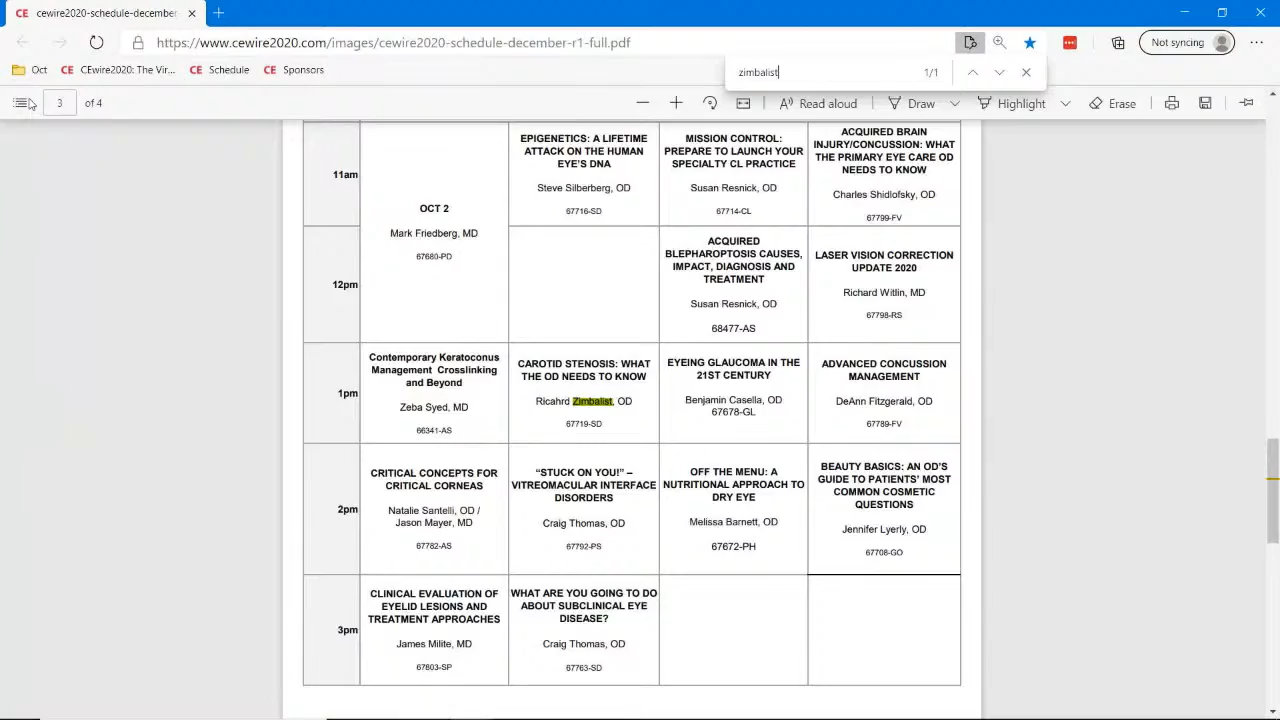 cewire2020-schedule-december
https://www.cewire2020.com/images/cewire2020-schedule-december-r1-full.pdf
Not syncing
Oct
CEwire2020: The Vir...
Schedule
Sponsors
zimbalist
1/1
3 of 4
Read aloud
Draw
Highlight
Erase
11am
12pm
OCT 2
Mark Friedberg, MD
67680-PD
EPIGENETICS: A LIFETIME
ATTACK ON THE HUMAN
EYE'S DNA
Steve Silberberg, OD
67716-SD
MISSION CONTROL:
PREPARE TO LAUNCH YOUR
SPECIALTY CL PRACTICE
Susan Resnick, OD
67714-CL
ACQUIRED BRAIN
INJURY/CONCUSSION: WHAT
THE PRIMARY EYE CARE OD
NEEDS TO KNOW
Charles Shidlofsky, OD
67799-FV
ACQUIRED
BLEPHAROPTOSIS CAUSES,
IMPACT, DIAGNOSIS AND
TREATMENT
Susan Resnick, OD
68477-AS
LASER VISION CORRECTION
UPDATE 2020
Richard Witlin, MD
67798-RS
1pm
Contemporary Keratoconus
Management Crosslinking
and Beyond
Zeba Syed, MD
66341-AS
CAROTID STENOSIS: WHAT
THE OD NEEDS TO KNOW
Ricahrd Zimbalist, OD
67719-SD
EYEING GLAUCOMA IN THE
21ST CENTURY
Benjamin Casella, OD
67678-GL
ADVANCED CONCUSSION
MANAGEMENT
DeAnn Fitzgerald, OD
67789-FV
2pm
CRITICAL CONCEPTS FOR
CRITICAL CORNEAS
Natalie Santelli, OD /
Jason Mayer, MD
67782-AS
“STUCK ON YOU!” –
VITREOMACULAR INTERFACE
DISORDERS
Craig Thomas, OD
67792-PS
OFF THE MENU: A
NUTRITIONAL APPROACH TO
DRY EYE
Melissa Barnett, OD
67672-PH
BEAUTY BASICS: AN OD'S
GUIDE TO PATIENTS' MOST
COMMON COSMETIC
QUESTIONS
Jennifer Lyerly, OD
67708-GO
3pm
CLINICAL EVALUATION OF
EYELID LESIONS AND
TREATMENT APPROACHES
James Milite, MD
67803-SP
WHAT ARE YOU GOING TO DO
ABOUT SUBCLINICAL EYE
DISEASE?
Craig Thomas, OD
67763-SD